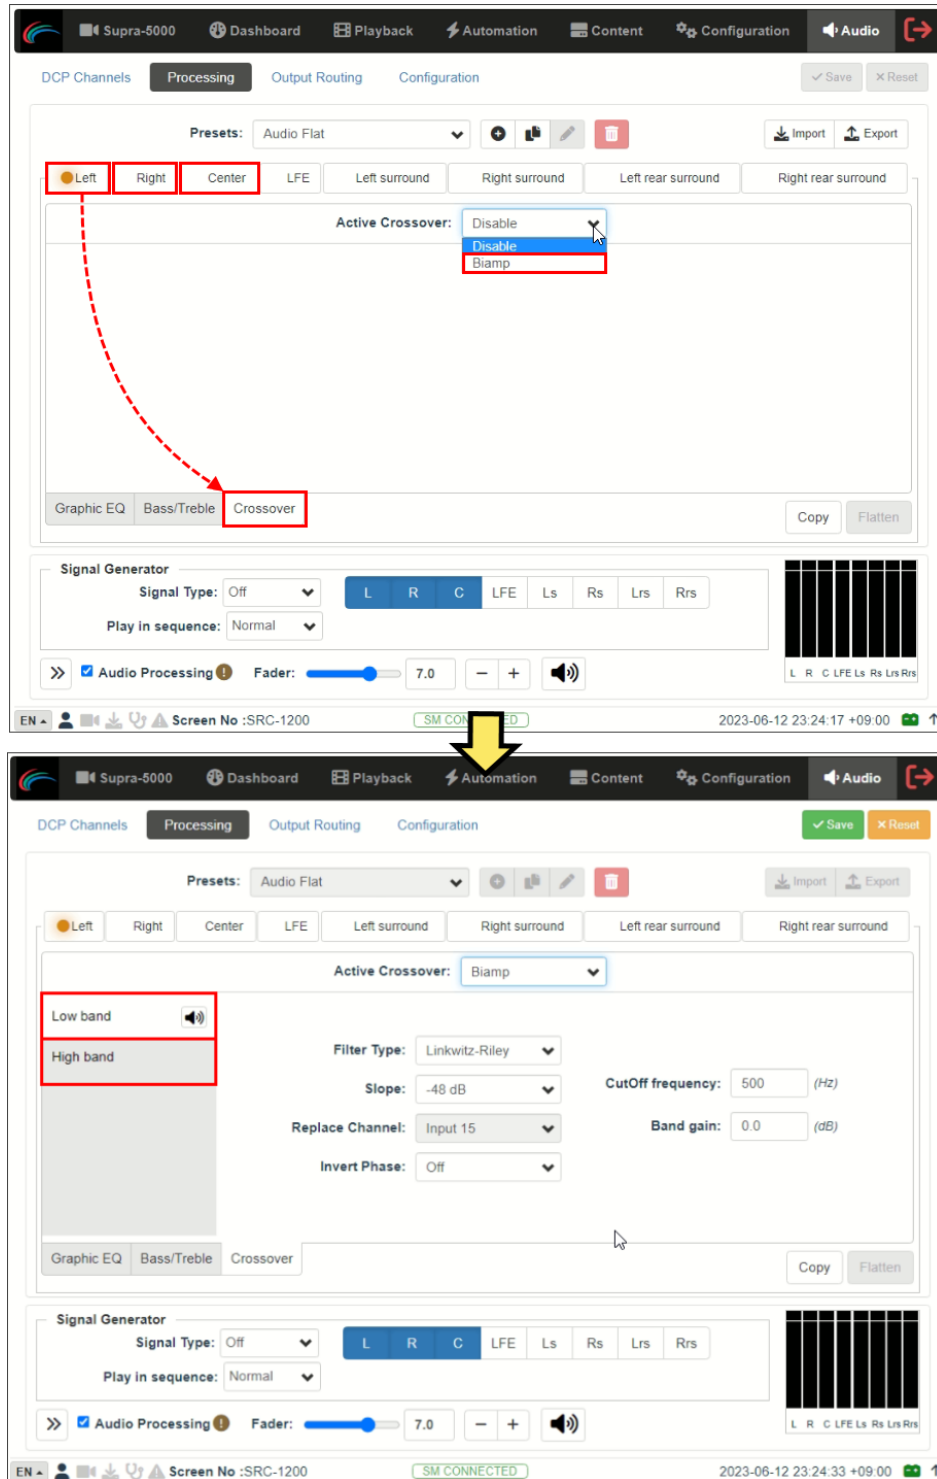 Supra-5000 Dashboard Playback Automation Content Configuration Audio
DCP Channels Processing Output Routing Configuration Save Reset
Presets: Audio Flat Import Export
Left Right Center LFE Left surround Right surround Left rear surround Right rear surround
Active Crossover: Disable
Disable
Biamp
Graphic EQ Bass/Treble Crossover
Copy Flatten
Signal Generator
Signal Type: Off L R C LFE Ls Rs Lrs Rrs
Play in sequence: Normal
Audio Processing Fader: 7.0 − +
L R C LFE Ls Rs Lrs Rrs
EN Screen No :SRC-1200 SM CON ED 2023-06-12 23:24:17 +09:00
Supra-5000 Dashboard Playback Automation Content Configuration Audio
DCP Channels Processing Output Routing Configuration Save Reset
Presets: Audio Flat Import Export
Left Right Center LFE Left surround Right surround Left rear surround Right rear surround
Active Crossover: Biamp
Low band
High band
Filter Type: Linkwitz-Riley
Slope: -48 dB CutOff frequency: 500 (Hz)
Replace Channel: Input 15 Band gain: 0.0 (dB)
Invert Phase: Off
Graphic EQ Bass/Treble Crossover
Copy Flatten
Signal Generator
Signal Type: Off L R C LFE Ls Rs Lrs Rrs
Play in sequence: Normal
Audio Processing Fader: 7.0 − +
L R C LFE Ls Rs Lrs Rrs
EN Screen No :SRC-1200 SM CONNECTED 2023-06-12 23:24:33 +09:00